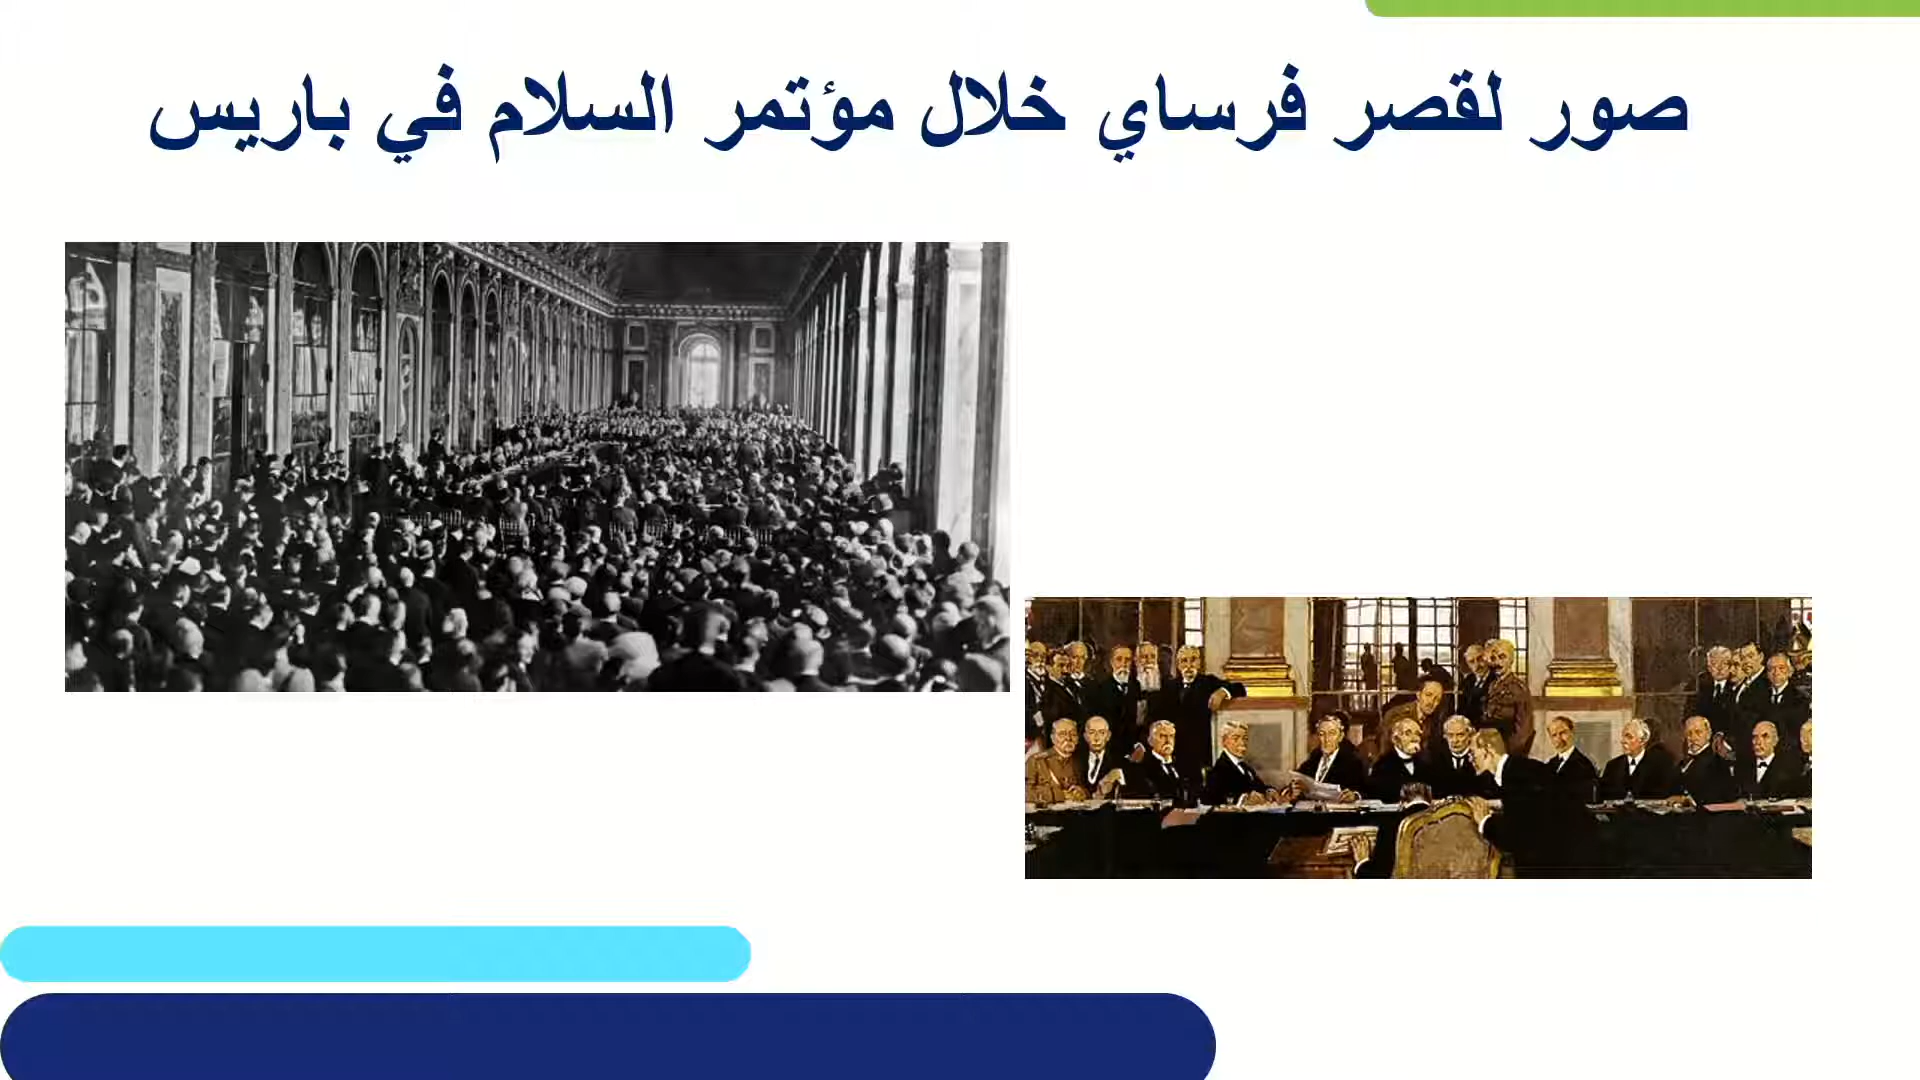 صور لقصر فرساي خلال مؤتمر السلام في باريس